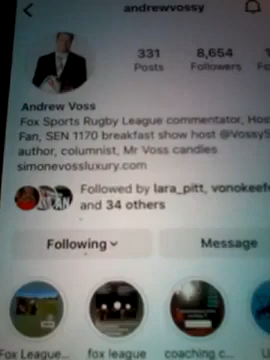 andrewvossy
331 8,654
Posts Followers
Andrew Voss
Fox Sports Rugby League commentator, Hos
Fan, SEN 1170 breakfast show host @VossyS
author, columnist, Mr Voss candles
simonevossluxury.com
Followed by lara_pitt, vonokeefe
and 34 others
Following Message
Fox League... fox league coaching c...